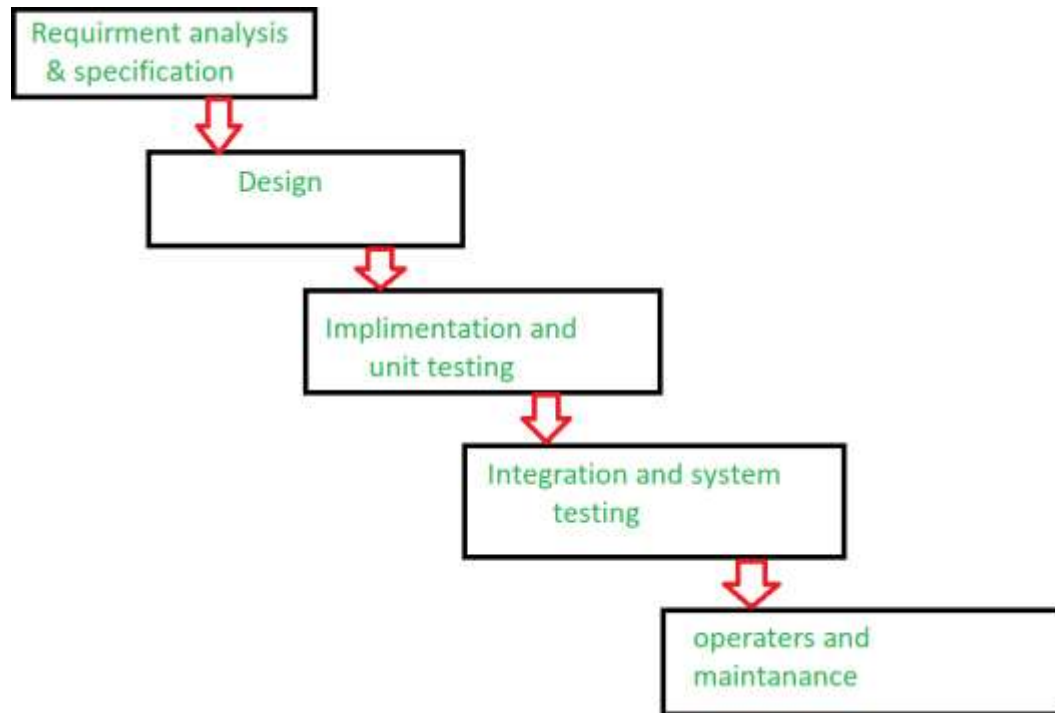 Requirment analysis
& specification
Design
Implimentation and
unit testing
Integration and system
testing
operaters and
maintanance